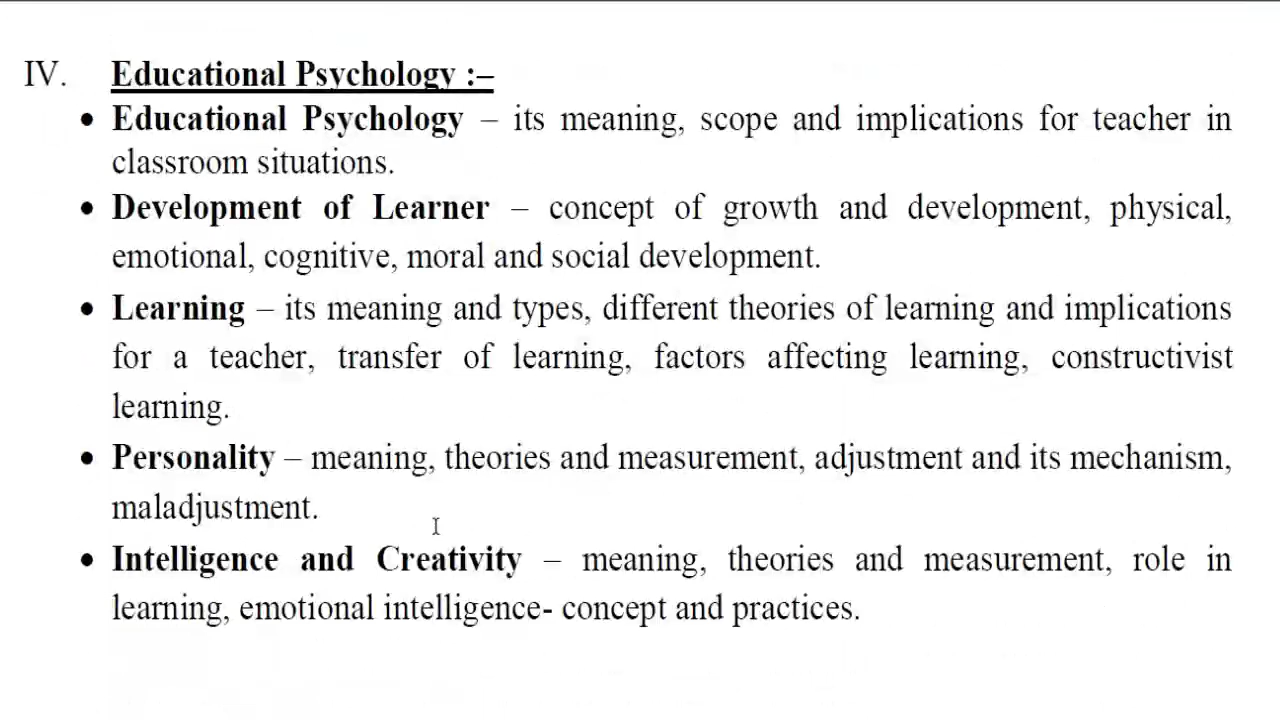 IV. Educational Psychology :–
• Educational Psychology – its meaning, scope and implications for teacher in
classroom situations.
• Development of Learner – concept of growth and development, physical,
emotional, cognitive, moral and social development.
• Learning – its meaning and types, different theories of learning and implications
for a teacher, transfer of learning, factors affecting learning, constructivist
learning.
• Personality – meaning, theories and measurement, adjustment and its mechanism,
maladjustment.
• Intelligence and Creativity – meaning, theories and measurement, role in
learning, emotional intelligence- concept and practices.